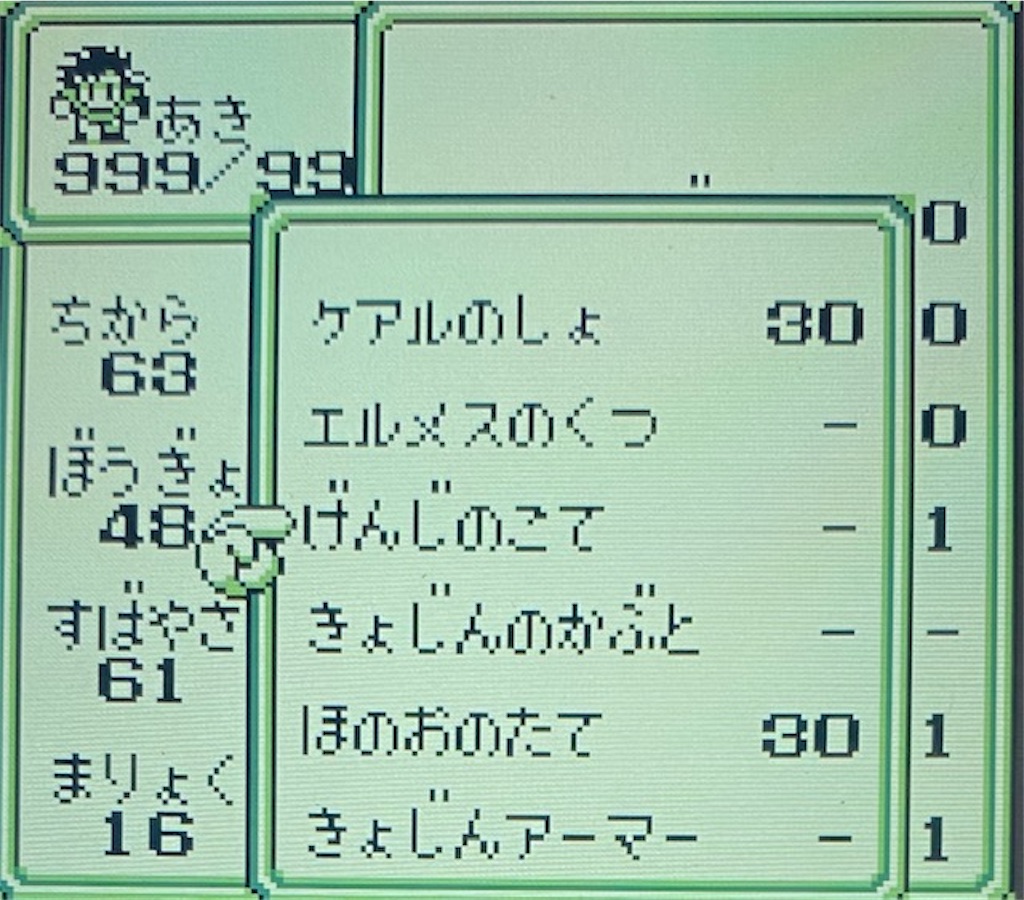 あき
999/99
0
ちから
63
ケアルのしょ 30 0
エルメスのくつ - 0
ぼうぎょ
48
げんじのこて - 1
すばやさ
61
きょじんのかぶと - -
ほのおのたて 30 1
まりょく
16
きょじんアーマー - 1